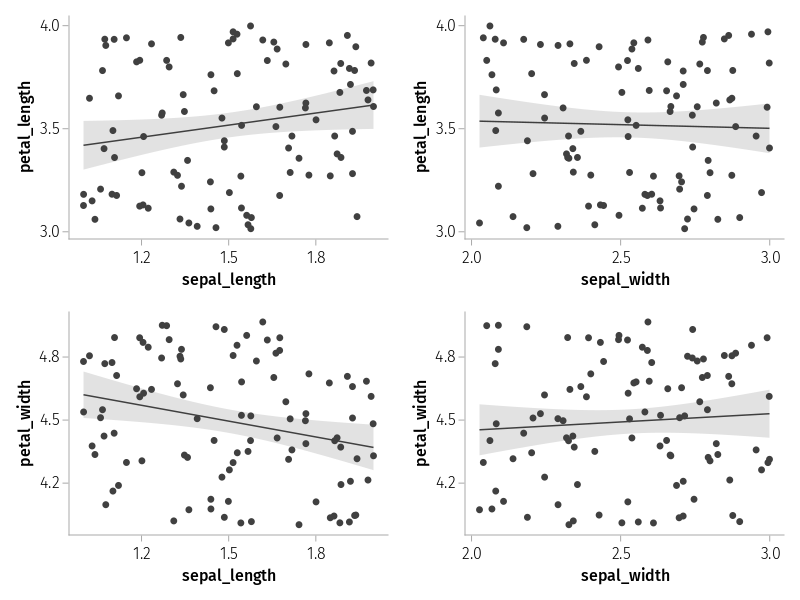 petal_length
4.0
3.5
3.0
1.2 1.5 1.8
sepal_length
petal_length
4.0
3.5
3.0
2.0 2.5 3.0
sepal_width
petal_width
4.8
4.5
4.2
1.2 1.5 1.8
sepal_length
petal_width
4.8
4.5
4.2
2.0 2.5 3.0
sepal_width